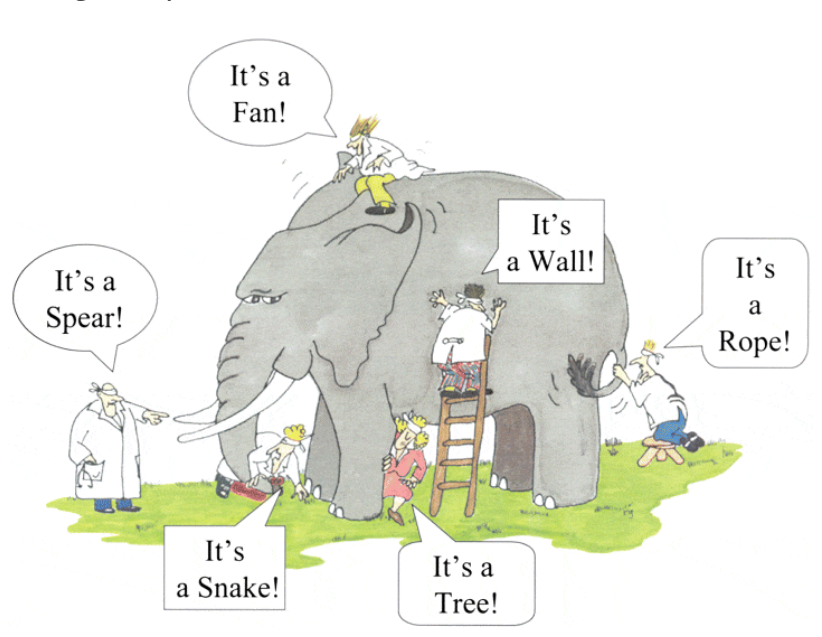 It’s a
Fan!
It’s
a Wall!
It’s
a
Rope!
It’s a
Spear!
It’s
a Snake!
It’s a
Tree!